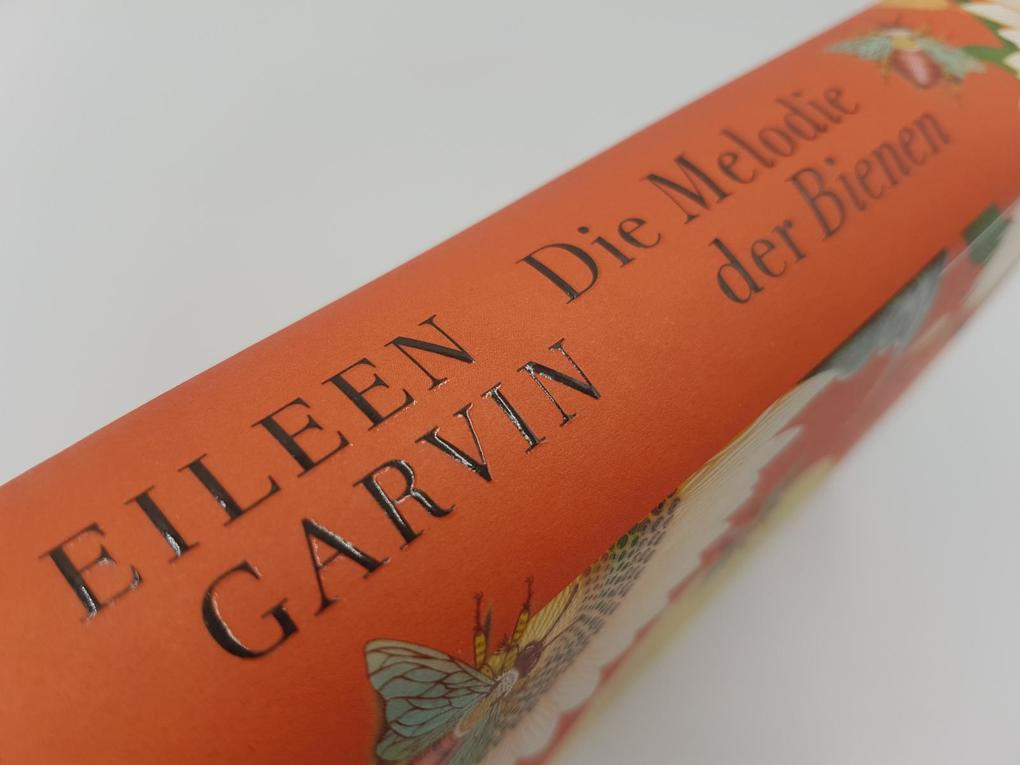 EILEEN
GARVIN
Die Melodie
der Bienen